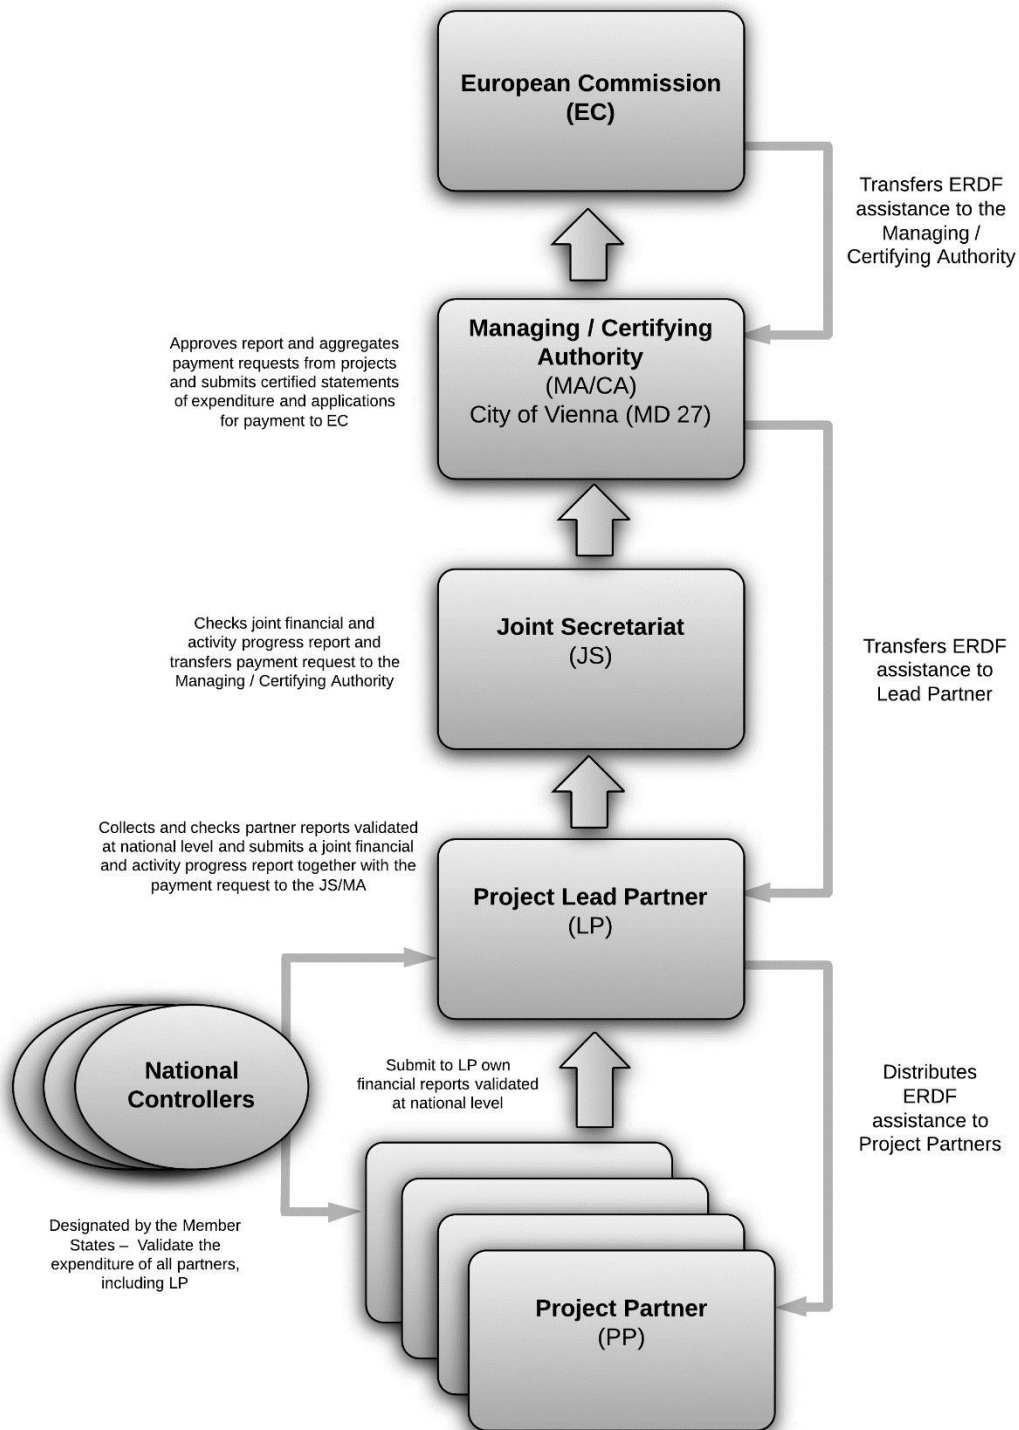 European Commission
(EC)
Transfers ERDF
assistance to the
Managing /
Certifying Authority
Managing / Certifying
Authority
(MA/CA)
City of Vienna (MD 27)
Approves report and aggregates
payment requests from projects
and submits certified statements
of expenditure and applications
for payment to EC
Joint Secretariat
(JS)
Checks joint financial and
activity progress report and
transfers payment request to the
Managing / Certifying Authority
Transfers ERDF
assistance to
Lead Partner
Collects and checks partner reports validated
at national level and submits a joint financial
and activity progress report together with the
payment request to the JS/MA
Project Lead Partner
(LP)
National
Controllers
Submit to LP own
financial reports validated
at national level
Distributes
ERDF
assistance to
Project Partners
Designated by the Member
States –  Validate the
expenditure of all partners,
including LP
Project Partner
(PP)